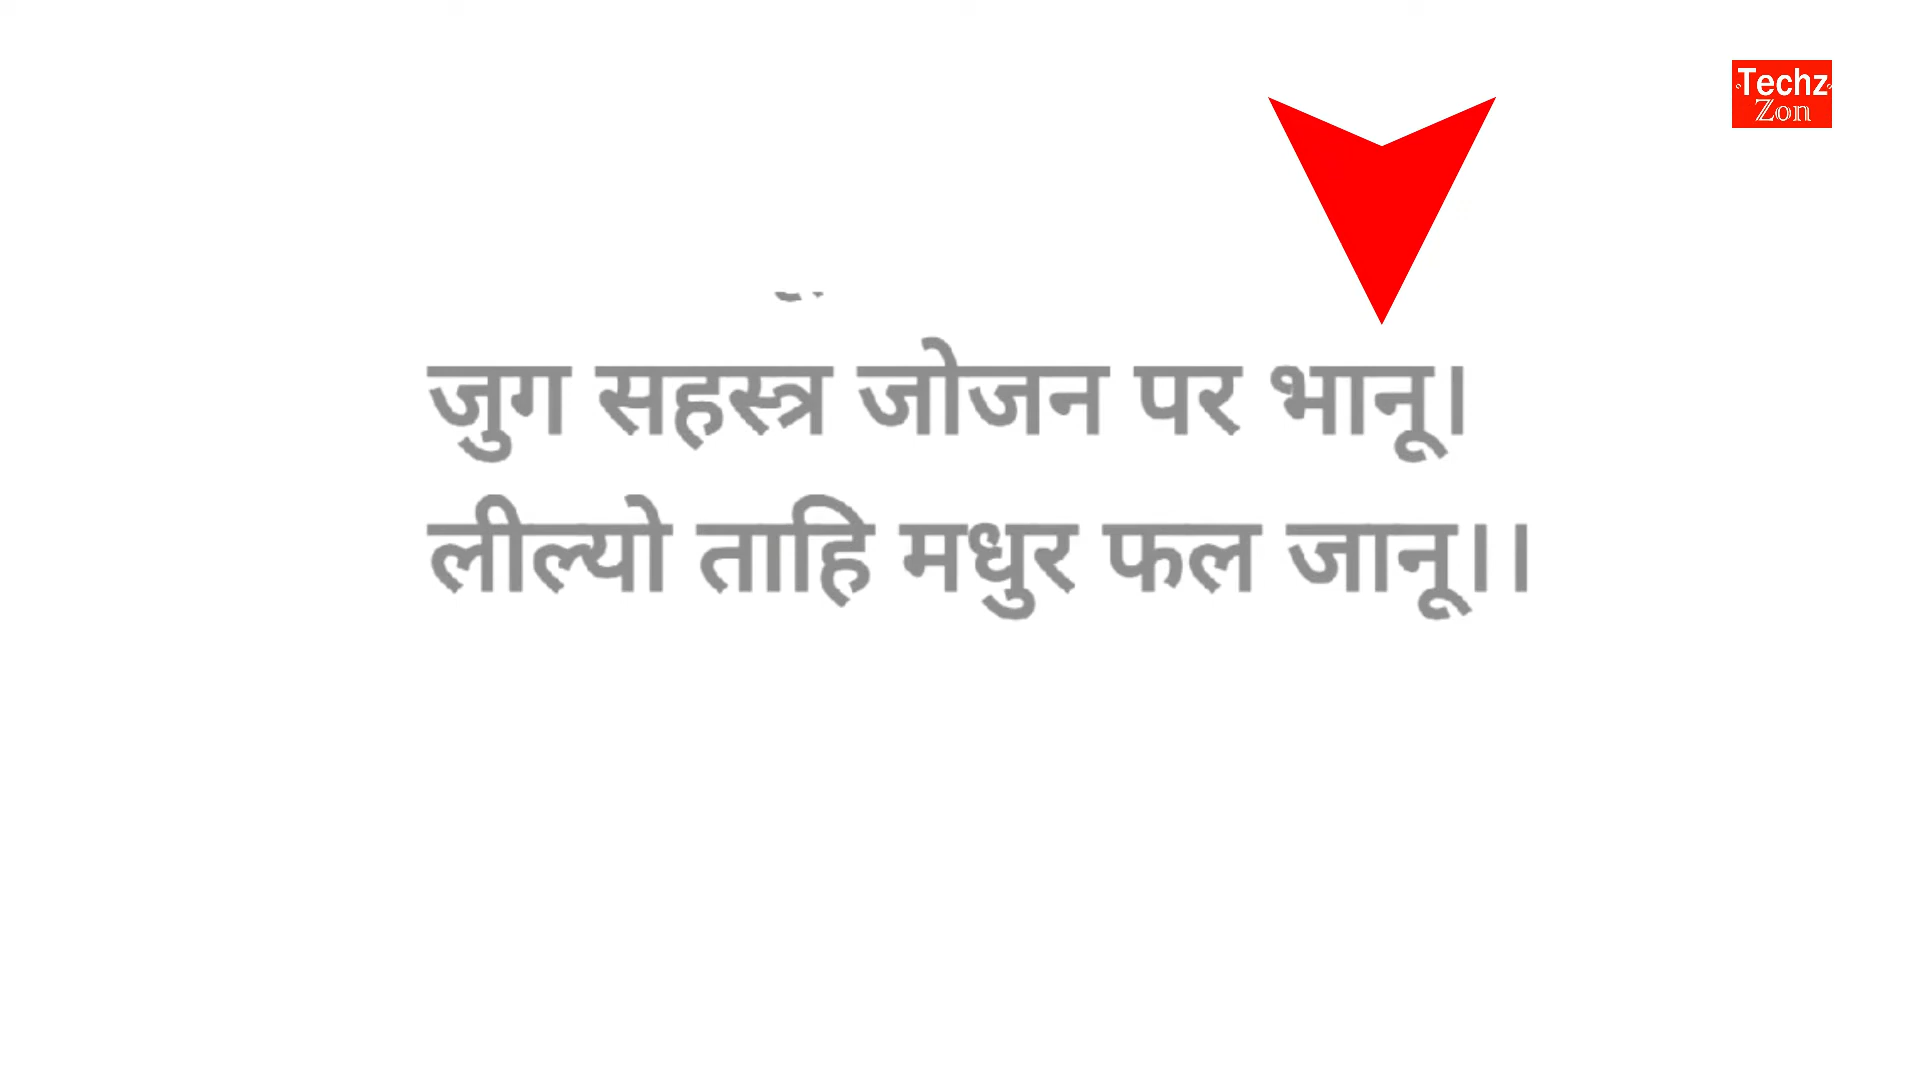 Techz
Zon
जुग सहस्त्र जोजन पर भानू।
लील्यो ताहि मधुर फल जानू।।